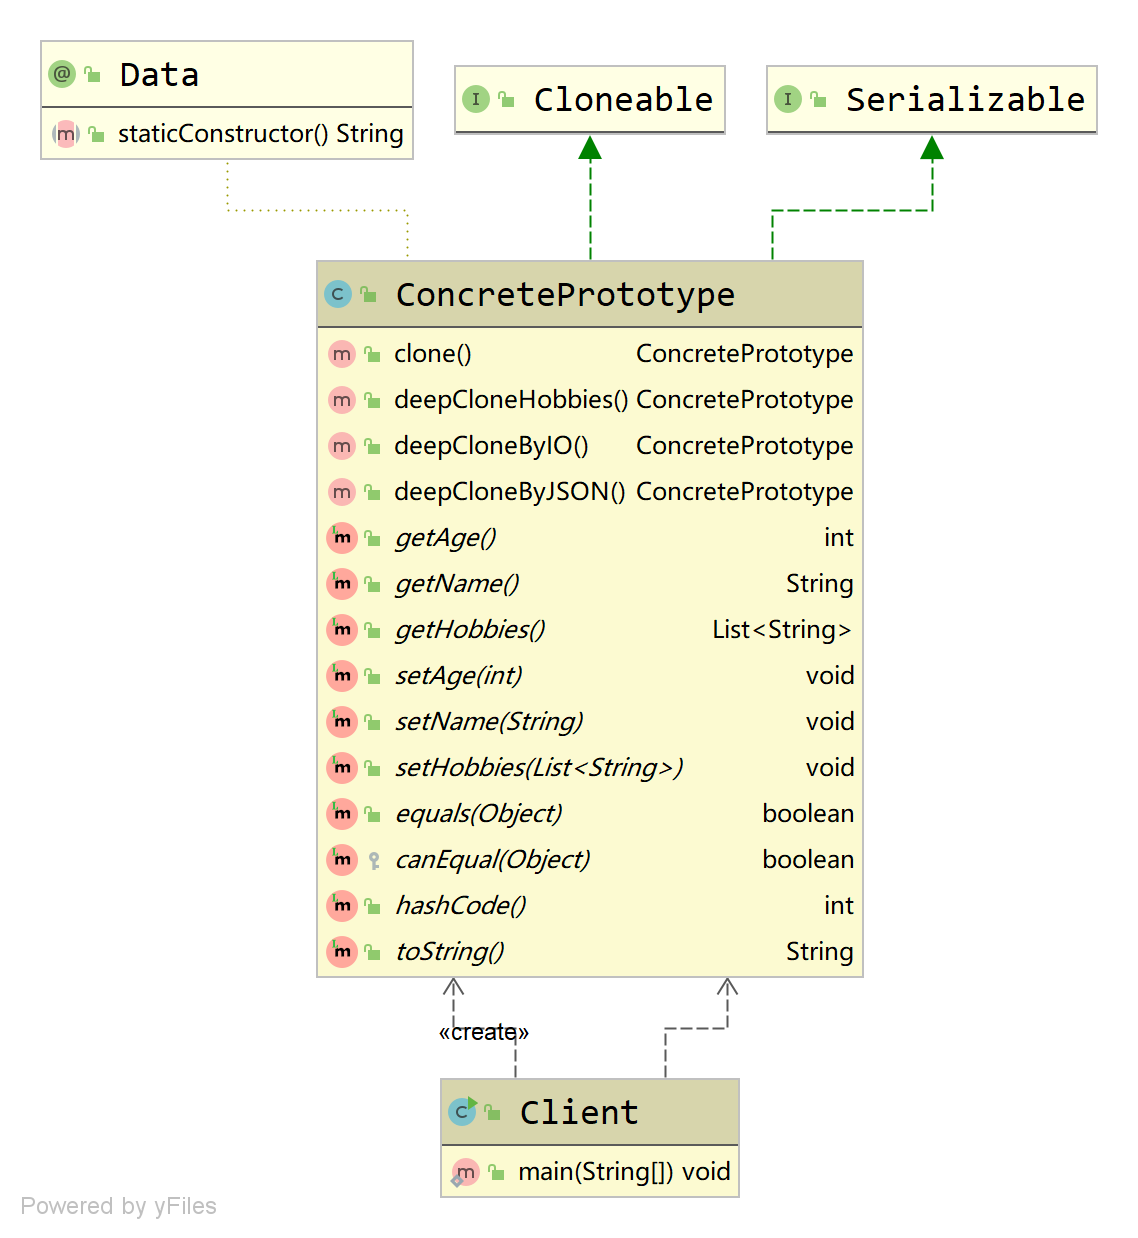 Data
staticConstructor() String
Cloneable
Serializable
ConcretePrototype
clone() ConcretePrototype
deepCloneHobbies() ConcretePrototype
deepCloneByIO() ConcretePrototype
deepCloneByJSON() ConcretePrototype
getAge() int
getName() String
getHobbies() List<String>
setAge(int) void
setName(String) void
setHobbies(List<String>) void
equals(Object) boolean
canEqual(Object) boolean
hashCode() int
toString() String
«create»
Client
main(String[]) void
Powered by yFiles